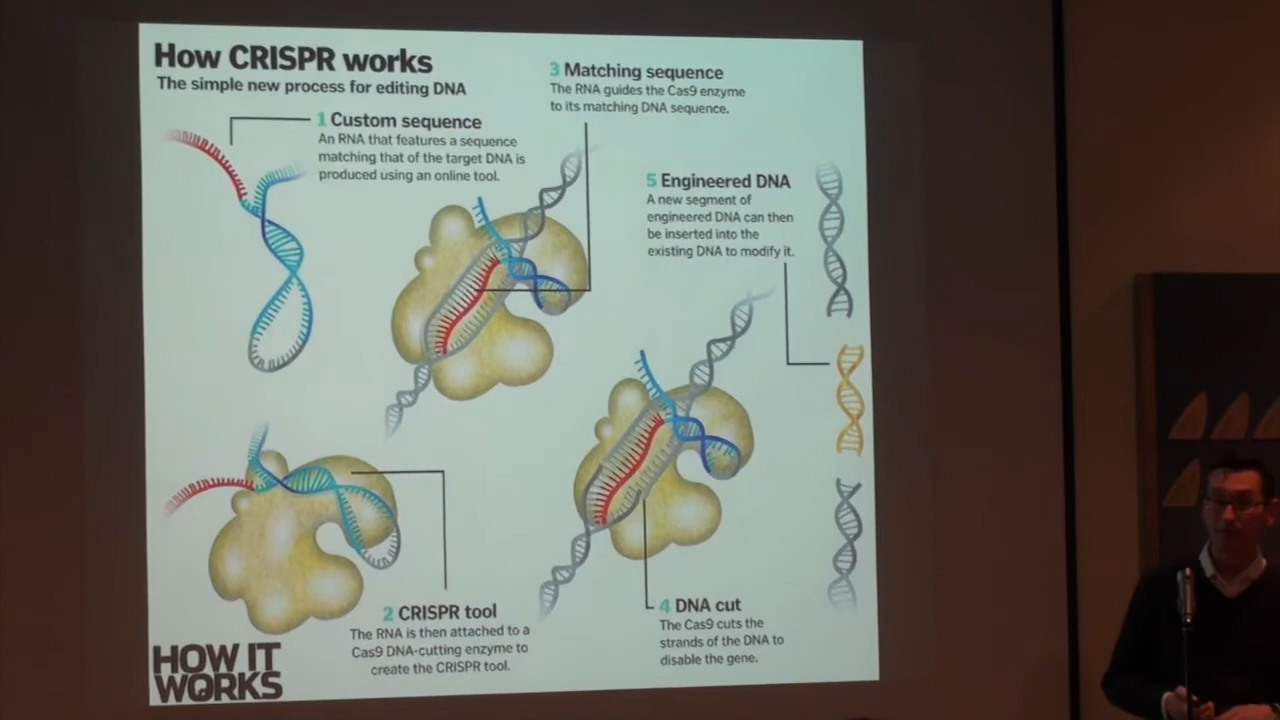 How CRISPR works
The simple new process for editing DNA
1 Custom sequence
An RNA that features a sequence
matching that of the target DNA is
produced using an online tool.
2 CRISPR tool
The RNA is then attached to a
Cas9 DNA-cutting enzyme to
create the CRISPR tool.
3 Matching sequence
The RNA guides the Cas9 enzyme
to its matching DNA sequence.
4 DNA cut
The Cas9 cuts the
strands of the DNA to
disable the gene.
5 Engineered DNA
A new segment of
engineered DNA can then
be inserted into the
existing DNA to modify it.
HOW IT
WORKS